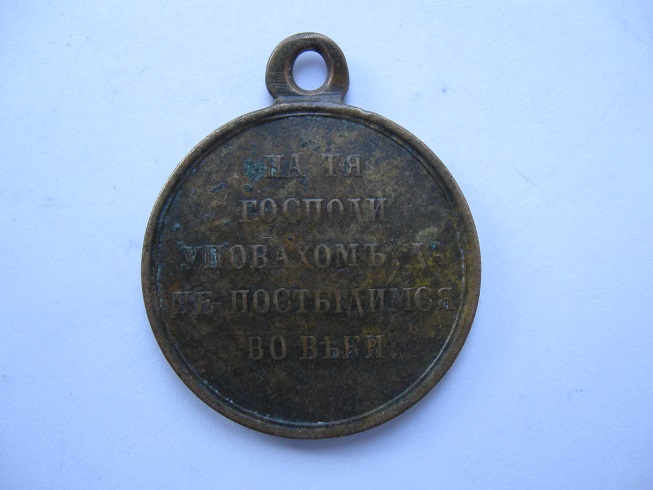 НА ТЯ
ГОСПОДИ
УПОВАХОМЪ, ДА
НЕ ПОСТЫДИМСЯ
ВО ВѢКИ.